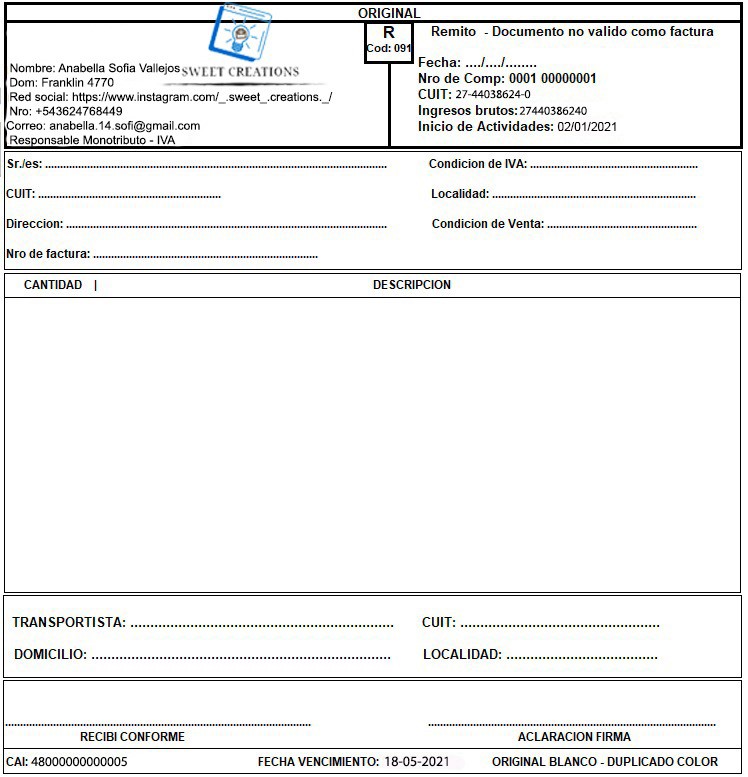 ORIGINAL
R
Cod: 091
Remito - Documento no valido como factura
SWEET CREATIONS
Nombre: Anabella Sofia Vallejos
Dom: Franklin 4770
Red social: https://www.instagram.com/_.sweet_.creations._/
Nro: +543624768449
Correo: anabella.14.sofi@gmail.com
Responsable Monotributo - IVA
Fecha: ..../..../........
Nro de Comp: 0001 00000001
CUIT: 27-44038624-0
Ingresos brutos: 27440386240
Inicio de Actividades: 02/01/2021
Sr./es: .................... Condicion de IVA: ....................
CUIT: .................... Localidad: ....................
Direccion: .................... Condicion de Venta: ....................
Nro de factura: ....................
CANTIDAD | DESCRIPCION
TRANSPORTISTA: .................... CUIT: ....................
DOMICILIO: .................... LOCALIDAD: ....................
RECIBI CONFORME ACLARACION FIRMA
CAI: 48000000000005 FECHA VENCIMIENTO: 18-05-2021 ORIGINAL BLANCO - DUPLICADO COLOR